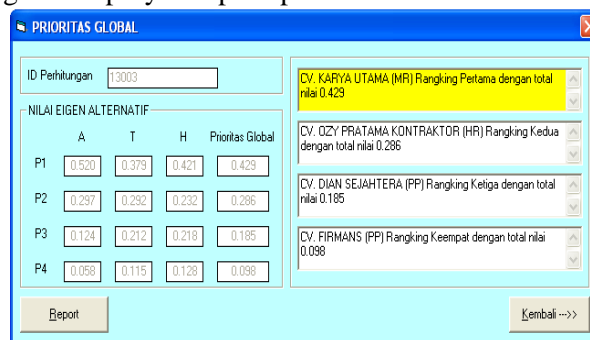 PRIORITAS GLOBAL
ID Perhitungan 13003
NILAI EIGEN ALTERNATIF
A T H Prioritas Global
P1 0.520 0.379 0.421 0.429
P2 0.297 0.292 0.232 0.286
P3 0.124 0.212 0.218 0.185
P4 0.058 0.115 0.128 0.098
CV. KARYA UTAMA (MR) Rangking Pertama dengan total
nilai 0.429
CV. OZY PRATAMA KONTRAKTOR (HR) Rangking Kedua
dengan total nilai 0.286
CV. DIAN SEJAHTERA (PP) Rangking Ketiga dengan total
nilai 0.185
CV. FIRMANS (PP) Rangking Keempat dengan total nilai
0.098
Report
Kembali --->>